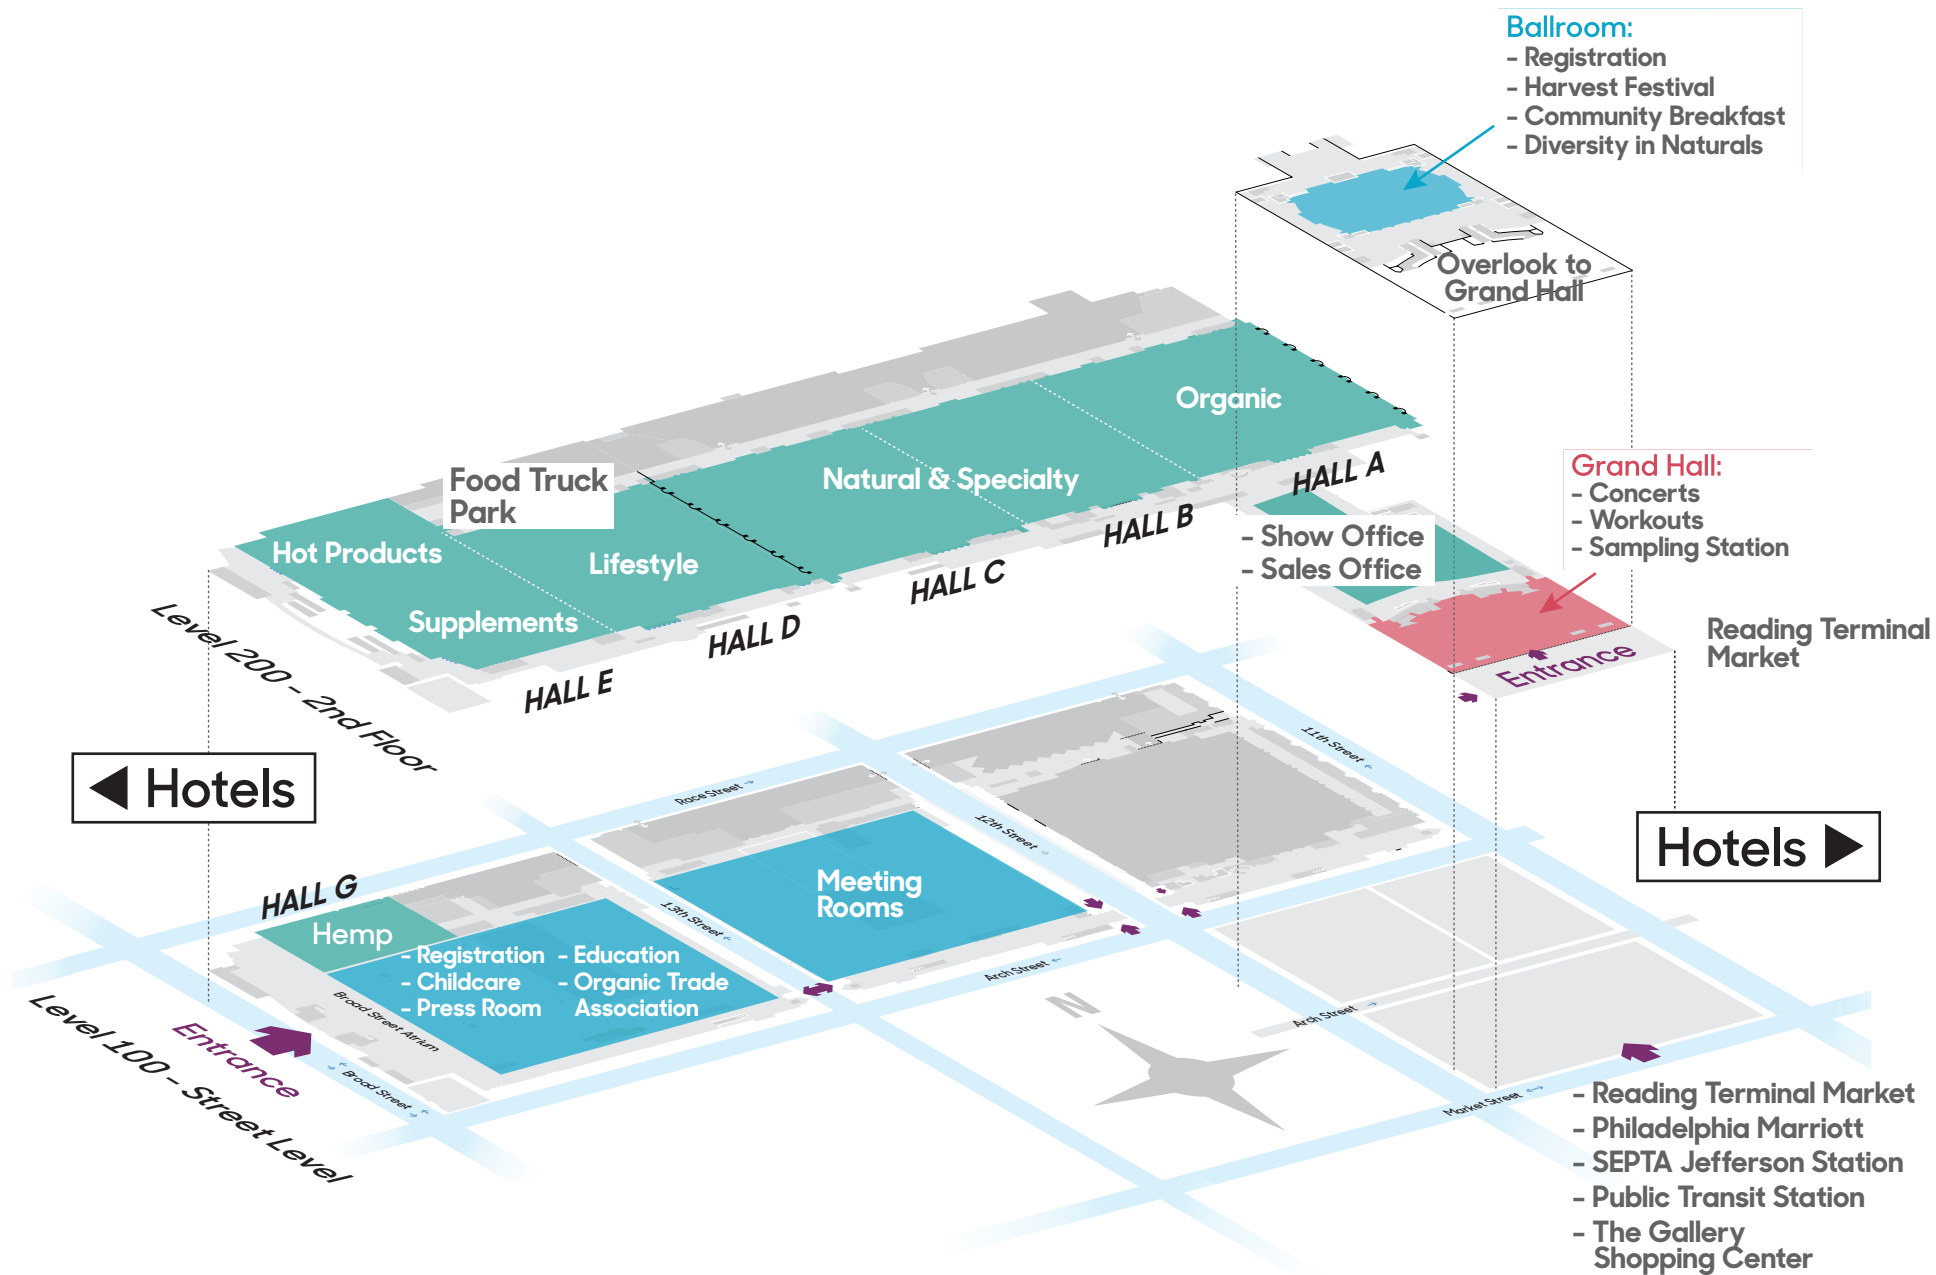 Ballroom:
- Registration
- Harvest Festival
- Community Breakfast
- Diversity in Naturals
Overlook to
Grand Hall
Organic
Natural & Specialty
Food Truck
Park
Hot Products
Lifestyle
Supplements
HALL A
HALL B
HALL C
HALL D
HALL E
- Show Office
- Sales Office
Grand Hall:
- Concerts
- Workouts
- Sampling Station
Entrance
Reading Terminal
Market
Level 200 - 2nd Floor
Hotels
Hotels
11th Street
Race Street
12th Street
13th Street
Meeting
Rooms
HALL G
Hemp
- Registration
- Childcare
- Press Room
- Education
- Organic Trade
Association
Broad Street Atrium
Arch Street
N
Arch Street
Entrance
Broad Street
Level 100 - Street Level
Market Street
- Reading Terminal Market
- Philadelphia Marriott
- SEPTA Jefferson Station
- Public Transit Station
- The Gallery
Shopping Center